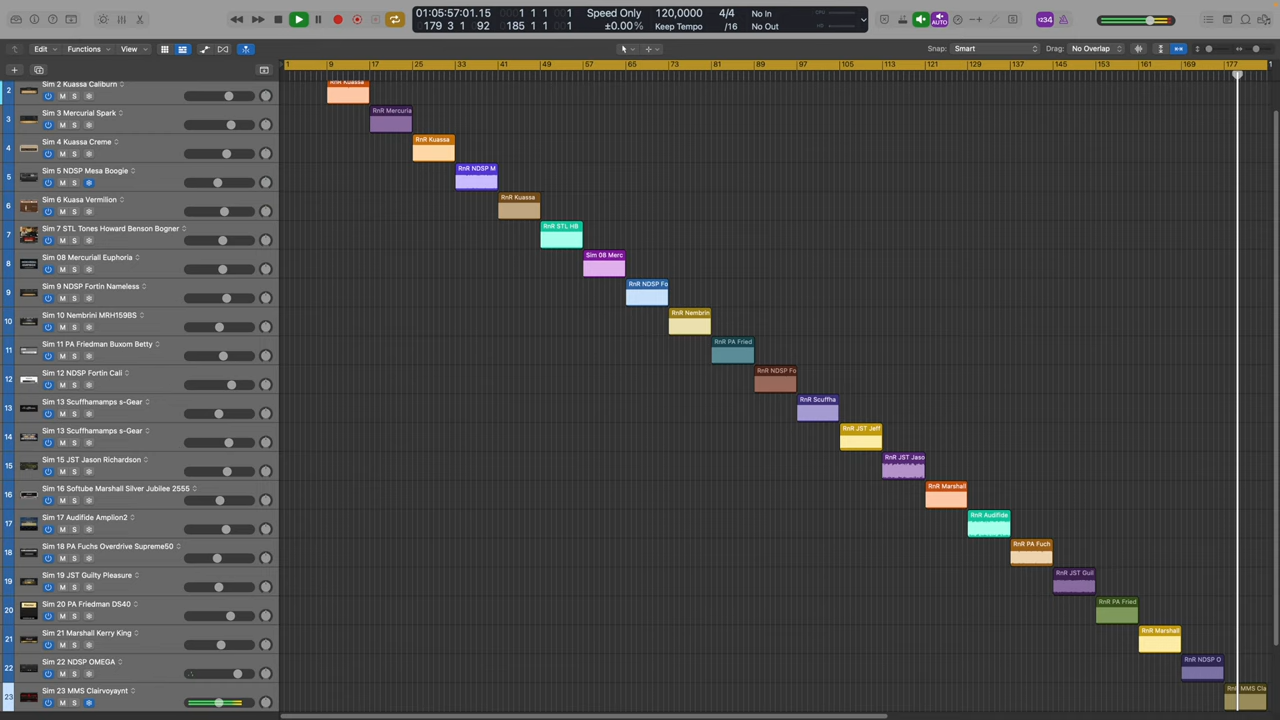 01:05:57:01.15
1 1 1
1
Speed Only
120,0000
4/4
No In
179 3 1 92
185 1 1 1
±0.00%
Keep Tempo
/16
No Out
1234
AUTO
Edit Functions View
Snap: Smart
Drag: No Overlap
1 9 17 25 33 41 49 57 65 73 81 89 97 105 113 121 129 137 145 153 161 169 177
2 Sim 2 Kuassa Caliburn
M S
RnR Kuassa
3 Sim 3 Mercurial Spark
M S
RnR Mercuria
4 Sim 4 Kuassa Creme
M S
RnR Kuassa
5 Sim 5 NDSP Mesa Boogie
M S
RnR NDSP M
6 Sim 6 Kuasa Vermilion
M S
RnR Kuassa
7 Sim 7 STL Tones Howard Benson Bogner
M S
RnR STL HB
8 Sim 08 Mercuriall Euphoria
M S
Sim 08 Merc
9 Sim 9 NDSP Fortin Nameless
M S
RnR NDSP Fo
10 Sim 10 Nembrini MRH159BS
M S
RnR Nembrin
11 Sim 11 PA Friedman Buxom Betty
M S
RnR PA Fried
12 Sim 12 NDSP Fortin Cali
M S
RnR NDSP Fo
13 Sim 13 Scuffhamamps s-Gear
M S
RnR Scuffha
14 Sim 13 Scuffhamamps s-Gear
M S
RnR JST Jeff
15 Sim 15 JST Jason Richardson
M S
RnR JST Jaso
16 Sim 16 Softube Marshall Silver Jubilee 2555
M S
RnR Marshall
17 Sim 17 Audifide Amplion2
M S
RnR Audifide
18 Sim 18 PA Fuchs Overdrive Supreme50
M S
RnR PA Fuch
19 Sim 19 JST Guilty Pleasure
M S
RnR JST Guil
20 Sim 20 PA Friedman DS40
M S
RnR PA Fried
21 Sim 21 Marshall Kerry King
M S
RnR Marshall
22 Sim 22 NDSP OMEGA
M S
RnR NDSP O
23 Sim 23 MMS Clairvoyaynt
M S
MMS Cla